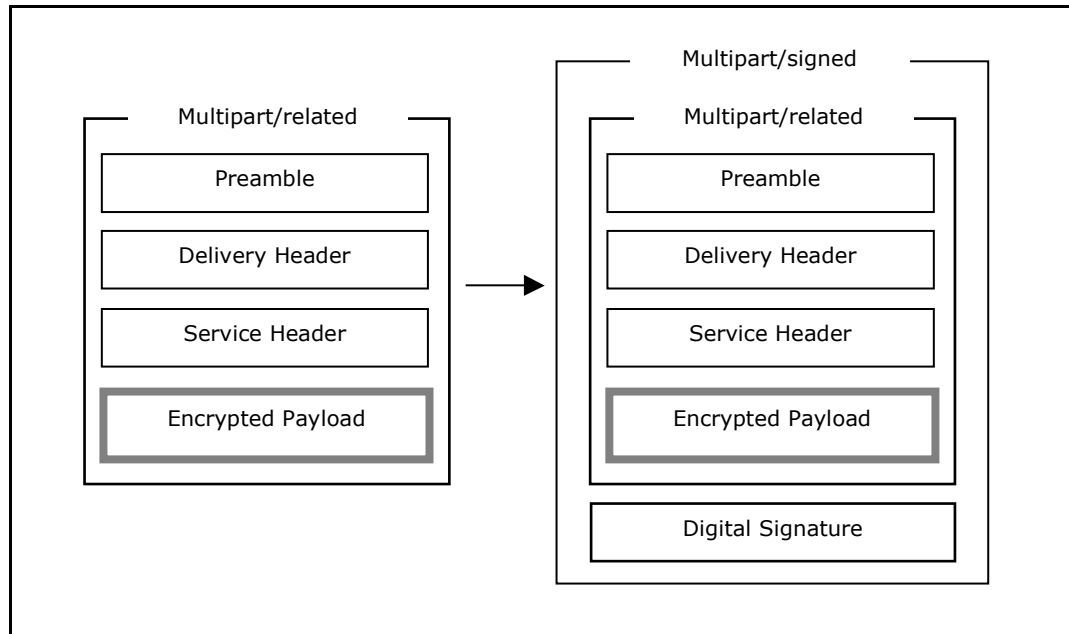 Multipart/related
Preamble
Delivery Header
Service Header
Encrypted Payload
Multipart/signed
Multipart/related
Preamble
Delivery Header
Service Header
Encrypted Payload
Digital Signature